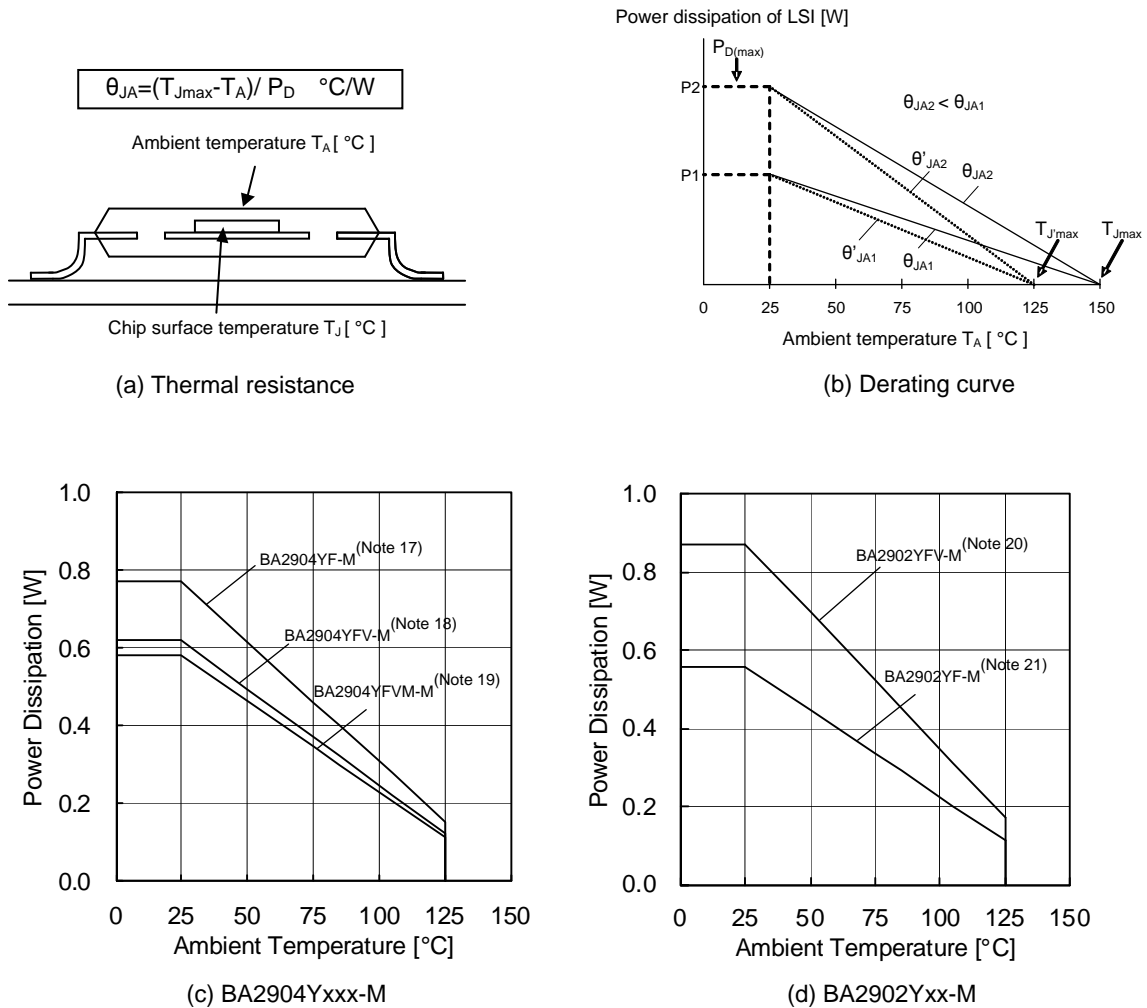 Power dissipation of LSI [W]
θJA=(TJmax-TA)/ PD °C/W
Ambient temperature TA [ °C ]
Chip surface temperature TJ [ °C ]
(a) Thermal resistance
PD(max)
P2
θJA2 < θJA1
θ'JA2
θJA2
P1
TJ'max
TJmax
θ'JA1
θJA1
0 25 50 75 100 125 150
Ambient temperature TA [ °C ]
(b) Derating curve
1.0
0.8
0.6
0.4
0.2
0.0
Power Dissipation [W]
BA2904YF-M(Note 17)
BA2904YFV-M(Note 18)
BA2904YFVM-M(Note 19)
0 25 50 75 100 125 150
Ambient Temperature [°C]
(c) BA2904Yxxx-M
1.0
0.8
0.6
0.4
0.2
0.0
Power Dissipation [W]
BA2902YFV-M(Note 20)
BA2902YF-M(Note 21)
0 25 50 75 100 125 150
Ambient Temperature [°C]
(d) BA2902Yxx-M